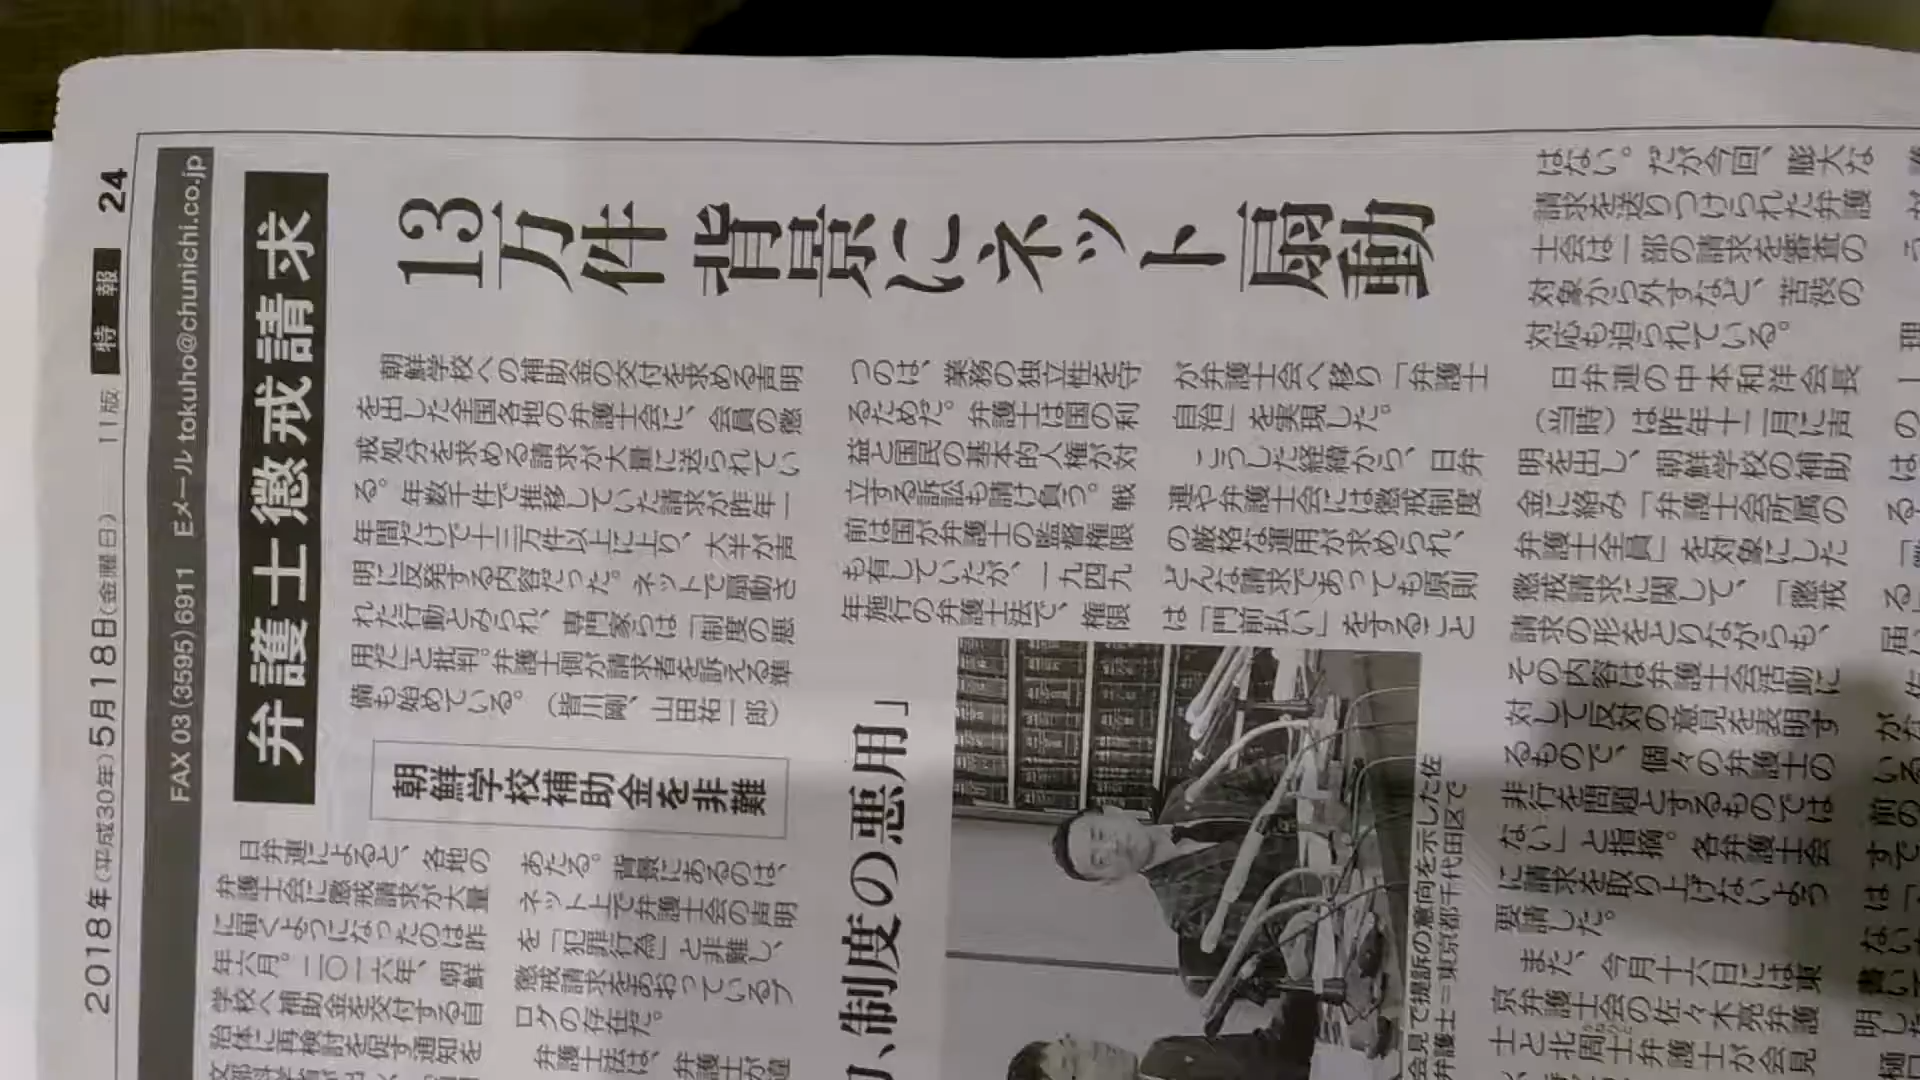 2018年(平成30年)5月18日(金曜日) 11版 特報 24
FAX 03(3595)6911 Eメール tokuho@chunichi.co.jp
弁護士懲戒請求
13万件 背景にネット扇動
朝鮮学校への補助金の交付を求める声明
を出した全国各地の弁護士会に、会員の懲
戒処分を求める請求が大量に送られてい
る。年数千件で推移していた請求が昨年一
年間だけで十三万件以上に上り、大半が声
明に反発する内容だった。ネットで扇動さ
れた行動とみられ、専門家らは「制度の悪
用だ」と批判。弁護士側が請求者を訴える準
備も始めている。(皆川剛、山田祐一郎)
朝鮮学校補助金を非難
日弁連によると、各地の
弁護士会に懲戒請求が大量
に届くようになったのは昨
年六月。二〇一六年、朝鮮
学校へ補助金を交付する自
治体に再検討を促す通知を
あたる。背景にあるのは、
ネット上で弁護士会の声明
を「犯罪行為」と非難し、
懲戒請求をあおっているブ
ログの存在だ。
弁護士法は、弁護士が違
、制度の悪用」
つのは、業務の独立性を守
るためだ。弁護士は国の利
益と国民の基本的人権が対
立する訴訟も請け負う。戦
前は国が弁護士の監督権限
も有していたが、一九四九
年施行の弁護士法で、権限
が弁護士会へ移り「弁護士
自治」を実現した。
こうした経緯から、日弁
連や弁護士会には懲戒制度
の厳格な運用が求められ、
どんな請求であっても原則
は「門前払い」をすること
会見で提訴の意向を示した佐
弁護士=東京都千代田区で
はない。だが今回、膨大な
請求を送りつけられた弁護
士会は一部の請求を審査の
対象から外すなど、苦渋の
対応も迫られている。
日弁連の中本和洋会長
(当時)は昨年十二月に声
明を出し、朝鮮学校の補助
金に絡み「弁護士会所属の
弁護士全員」を対象にした
懲戒請求に関して、「懲戒
請求の形をとりながらも、
その内容は弁護士会活動に
対して反対の意見を表明す
るもので、個々の弁護士の
非行を問題とするものでは
ない」と指摘。各弁護士会
に請求を取り上げないよう
要請した。
また、今月十六日には東
京弁護士会の佐々木亮弁護
士と北周士弁護士が会見